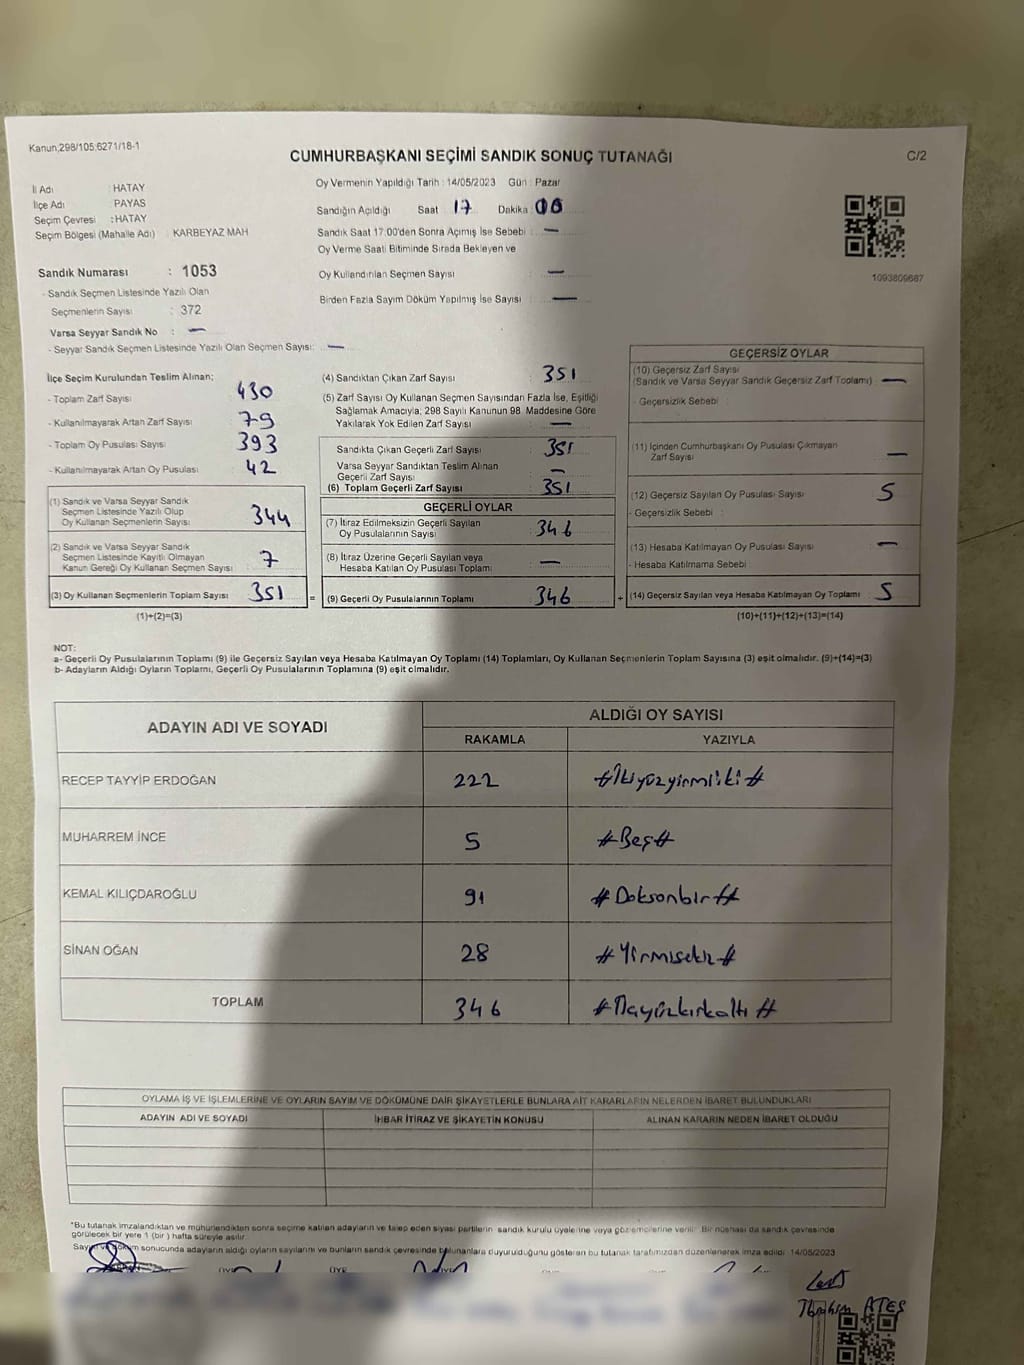 Kanun,298/105;6271/18-1
CUMHURBAŞKANI SEÇİMİ SANDIK SONUÇ TUTANAĞI
C/2
İl Adı : HATAY
İlçe Adı : PAYAS
Seçim Çevresi :HATAY
Seçim Bölgesi (Mahalle Adı) : KARBEYAZ MAH
Oy Vermenin Yapıldığı Tarih : 14/05/2023 Gün : Pazar
Sandığın Açıldığı Saat 17 Dakika 00
Sandık Saat 17:00'den Sonra Açımış İse Sebebi : —
Oy Verme Saati Bitiminde Sırada Bekleyen ve
Oy Kullandırılan Seçmen Sayısı : —
Birden Fazla Sayım Döküm Yapılmış İse Sayısı : —
1093809687
Sandık Numarası : 1053
- Sandık Seçmen Listesinde Yazılı Olan
Seçmenlerin Sayısı : 372
Varsa Seyyar Sandık No : —
- Seyyar Sandık Seçmen Listesinde Yazılı Olan Seçmen Sayısı: —
İlçe Seçim Kurulundan Teslim Alınan;
- Toplam Zarf Sayısı : 430
- Kullanılmayarak Artan Zarf Sayısı : 79
- Toplam Oy Pusulası Sayısı : 393
- Kullanılmayarak Artan Oy Pusulası : 42
(1) Sandık ve Varsa Seyyar Sandık
Seçmen Listesinde Yazılı Olup
Oy Kullanan Seçmenlerin Sayısı : 344
(2) Sandık ve Varsa Seyyar Sandık
Seçmen Listesinde Kayıtlı Olmayan
Kanun Gereği Oy Kullanan Seçmen Sayısı : 7
(3) Oy Kullanan Seçmenlerin Toplam Sayısı : 351
(1)+(2)=(3)
(4) Sandıktan Çıkan Zarf Sayısı : 351
(5) Zarf Sayısı Oy Kullanan Seçmen Sayısından Fazla İse, Eşitliği
Sağlamak Amacıyla; 298 Sayılı Kanunun 98. Maddesine Göre
Yakılarak Yok Edilen Zarf Sayısı : —
Sandıkta Çıkan Geçerli Zarf Sayısı : 351
Varsa Seyyar Sandıktan Teslim Alınan
Geçerli Zarf Sayısı : —
(6) Toplam Geçerli Zarf Sayısı : 351
GEÇERLİ OYLAR
(7) İtiraz Edilmeksizin Geçerli Sayılan
Oy Pusulalarının Sayısı : 346
(8) İtiraz Üzerine Geçerli Sayılan veya
Hesaba Katılan Oy Pusulası Toplamı : —
= (9) Geçerli Oy Pusulalarının Toplamı : 346 +
GEÇERSİZ OYLAR
(10) Geçersiz Zarf Sayısı
(Sandık ve Varsa Seyyar Sandık Geçersiz Zarf Toplamı) : —
- Geçersizlik Sebebi :
(11) İçinden Cumhurbaşkanı Oy Pusulası Çıkmayan
Zarf Sayısı : —
(12) Geçersiz Sayılan Oy Pusulası Sayısı : 5
- Geçersizlik Sebebi :
(13) Hesaba Katılmayan Oy Pusulası Sayısı : —
- Hesaba Katılmama Sebebi :
(14) Geçersiz Sayılan veya Hesaba Katılmayan Oy Toplamı : 5
(10)+(11)+(12)+(13)=(14)
NOT:
a- Geçerli Oy Pusulalarının Toplamı (9) ile Geçersiz Sayılan veya Hesaba Katılmayan Oy Toplamı (14) Toplamları, Oy Kullanan Seçmenlerin Toplam Sayısına (3) eşit olmalıdır. (9)+(14)=(3)
b- Adayların Aldığı Oyların Toplamı, Geçerli Oy Pusulalarının Toplamına (9) eşit olmalıdır.
ADAYIN ADI VE SOYADI ALDIĞI OY SAYISI
RAKAMLA YAZIYLA
RECEP TAYYİP ERDOĞAN 222 #İkiyüzyirmiiki#
MUHARREM İNCE 5 #Beş#
KEMAL KILIÇDAROĞLU 91 #Doksanbir#
SİNAN OĞAN 28 #Yirmisekiz#
TOPLAM 346 #Üçyüzkırkaltı#
OYLAMA İŞ VE İŞLEMLERİNE VE OYLARIN SAYIM VE DÖKÜMÜNE DAİR ŞİKAYETLERLE BUNLARA AİT KARARLARIN NELERDEN İBARET BULUNDUKLARI
ADAYIN ADI VE SOYADI İHBAR İTİRAZ VE ŞİKAYETİN KONUSU ALINAN KARARIN NEDEN İBARET OLDUĞU
*Bu tutanak imzalandıktan ve mühürlendikten sonra seçime katılan adayların ve talep eden siyasi partilerin sandık kurulu üyelerine veya gözlemcilerine verilir. Bir nüshası da sandık çevresinde
görülecek bir yere 1 (bir) hafta süreyle asılır.
Sayım ve döküm sonucunda adayların aldığı oyların sayılarını ve bunların sandık çevresinde bulunanlara duyurulduğunu gösteren bu tutanak tarafımızdan düzenlenerek imza edildi. 14/05/2023
ÜYE
İbrahim ATEŞ